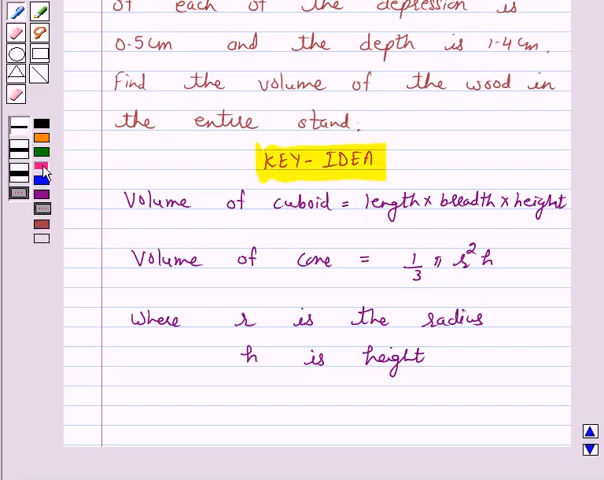 of each of the depression is
0.5cm and the depth is 1.4cm.
Find the volume of the wood in
the entire stand.
KEY-IDEA
Volume of cuboid = length × breadth × height
Volume of cone = 1/3 π r² h
Where r is the radius
h is height